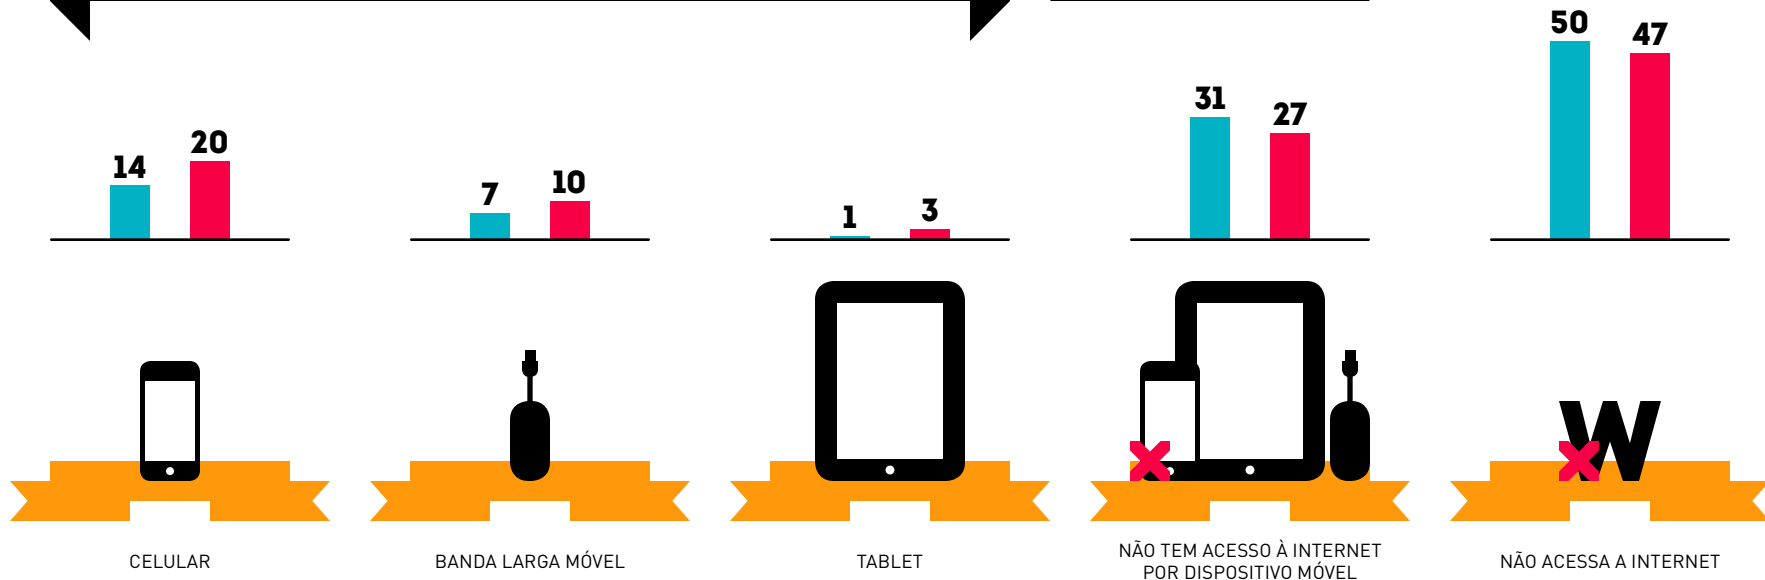 14 20
7 10
1 3
31 27
50 47
W
CELULAR
BANDA LARGA MÓVEL
TABLET
NÃO TEM ACESSO À INTERNET
POR DISPOSITIVO MÓVEL
NÃO ACESSA A INTERNET